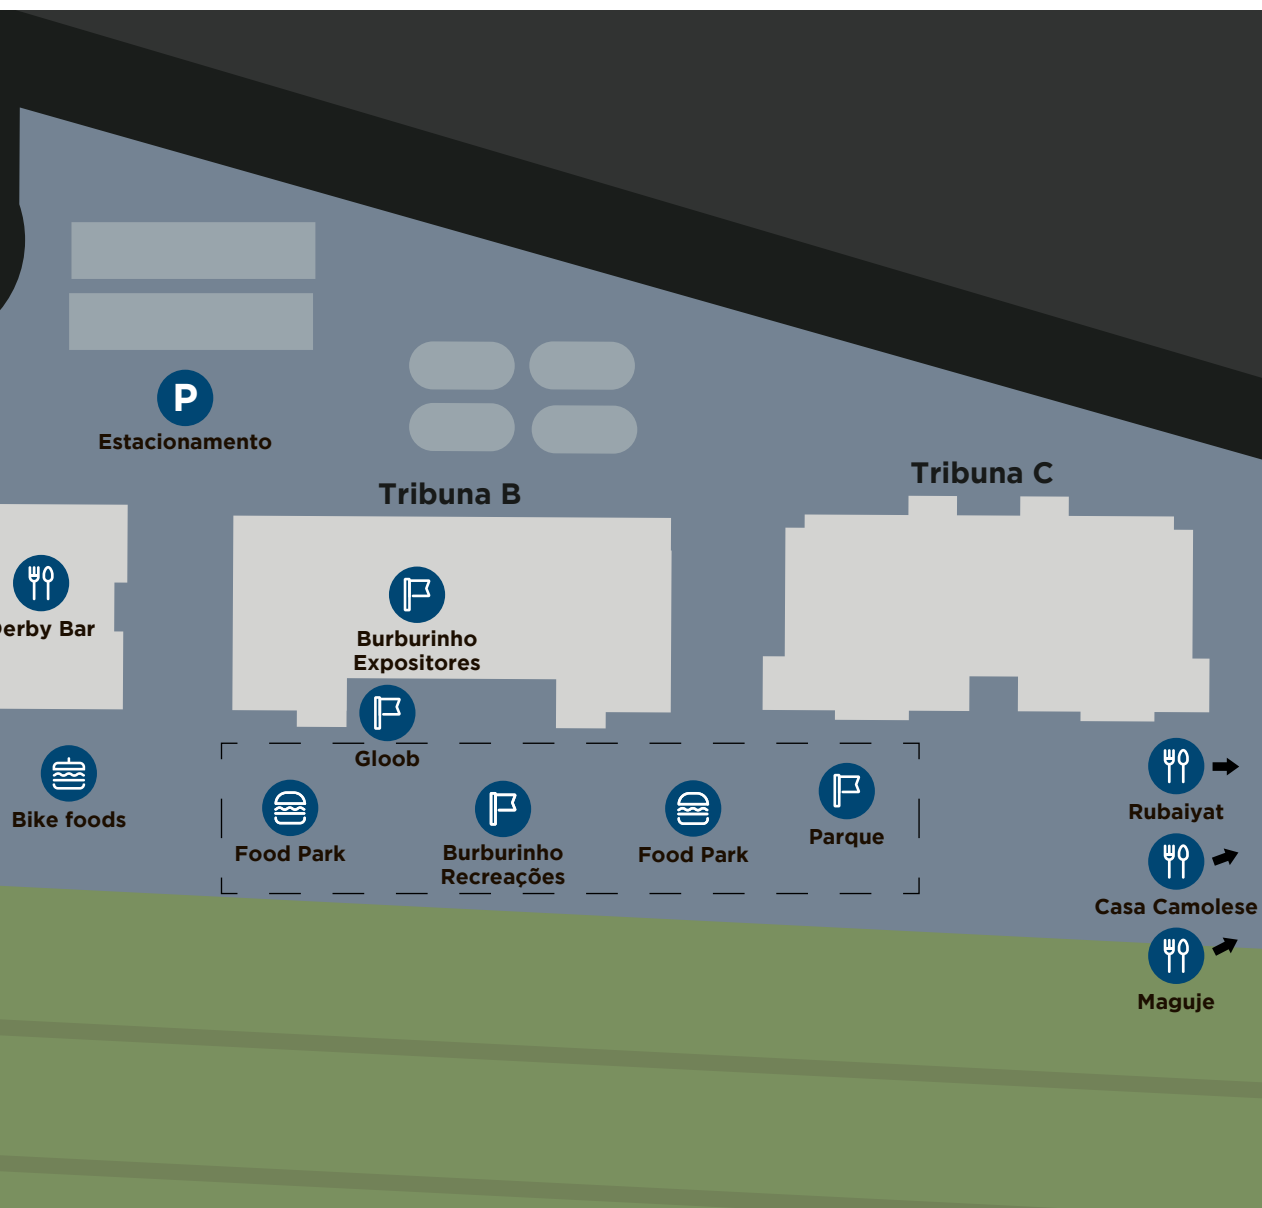 P
Estacionamento
Tribuna B
Tribuna C
Derby Bar
Burburinho
Expositores
Gloob
Bike foods
Food Park
Burburinho
Recreações
Food Park
Parque
Rubaiyat
Casa Camolese
Maguje